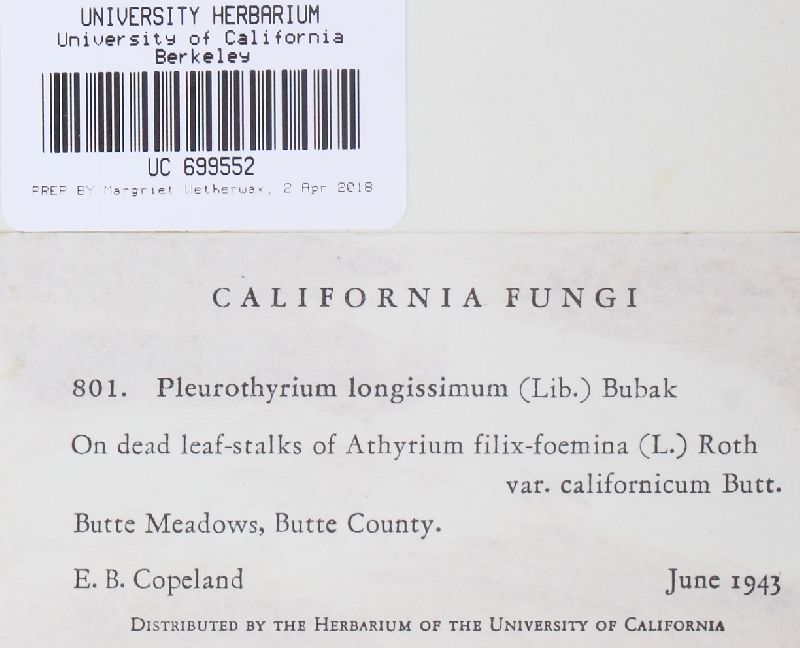 UNIVERSITY HERBARIUM
University of California
Berkeley
UC 699552
PREP BY Margriet Wetherwax, 2 Apr 2018
CALIFORNIA FUNGI
801. Pleurothyrium longissimum (Lib.) Bubak
On dead leaf-stalks of Athyrium filix-foemina (L.) Roth
var. californicum Butt.
Butte Meadows, Butte County.
E. B. Copeland June 1943
Distributed by the Herbarium of the University of California